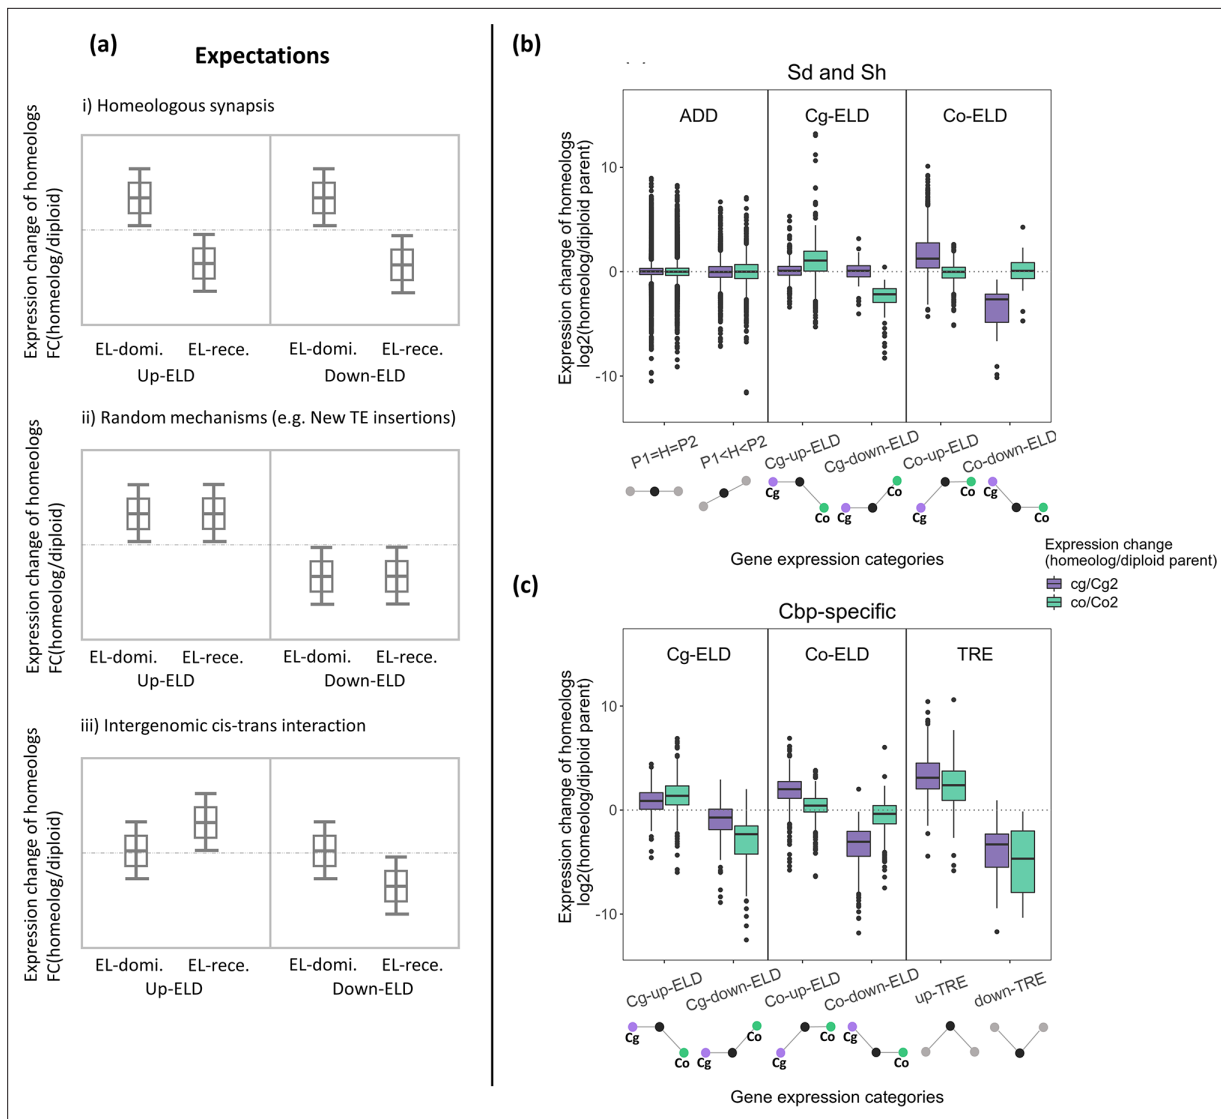 (a)
Expectations
i) Homeologous synapsis
Expression change of homeologs
FC(homeolog/diploid)
EL-domi. EL-rece. EL-domi. EL-rece.
Up-ELD Down-ELD
ii) Random mechanisms (e.g. New TE insertions)
Expression change of homeologs
FC(homeolog/diploid)
EL-domi. EL-rece. EL-domi. EL-rece.
Up-ELD Down-ELD
iii) Intergenomic cis-trans interaction
Expression change of homeologs
FC(homeolog/diploid)
EL-domi. EL-rece. EL-domi. EL-rece.
Up-ELD Down-ELD
(b)
Sd and Sh
ADD Cg-ELD Co-ELD
Expression change of homeologs
log2(homeolog/diploid parent)
10
0
-10
P1=H=P2 P1<H<P2 Cg-up-ELD Cg-down-ELD Co-up-ELD Co-down-ELD
Cg Co Cg Co Cg Co Cg Co
Gene expression categories
Expression change
(homeolog/diploid parent)
cg/Cg2
co/Co2
(c)
Cbp-specific
Cg-ELD Co-ELD TRE
Expression change of homeologs
log2(homeolog/diploid parent)
10
0
-10
Cg-up-ELD Cg-down-ELD Co-up-ELD Co-down-ELD up-TRE down-TRE
Cg Co Cg Co Cg Co Cg Co
Gene expression categories